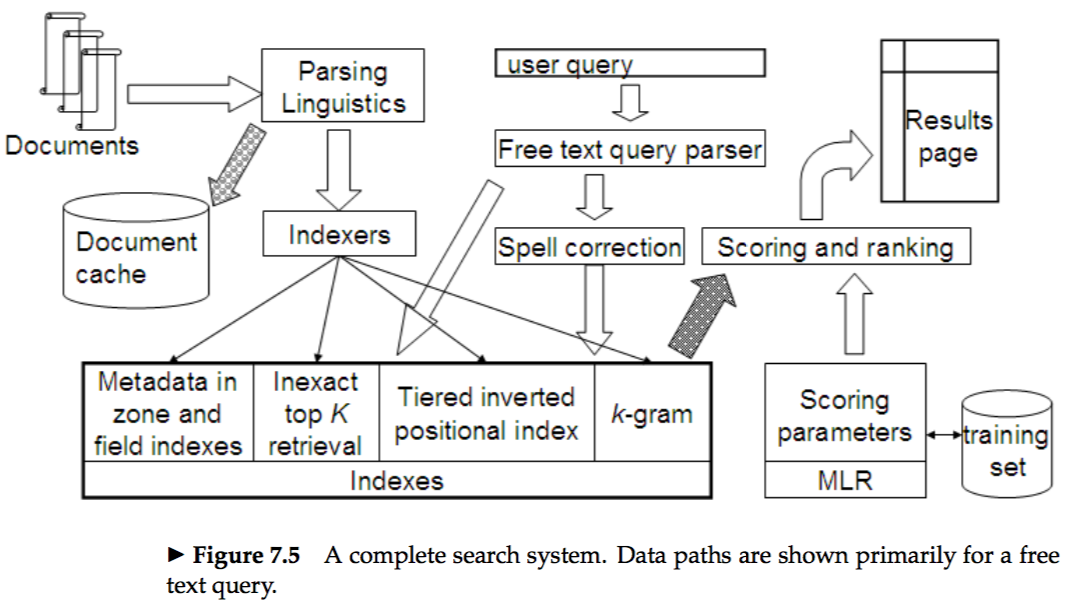 Documents
Parsing
Linguistics
Document
cache
Indexers
user query
Free text query parser
Spell correction
Scoring and ranking
Results
page
Metadata in
zone and
field indexes
Inexact
top K
retrieval
Tiered inverted
positional index
k-gram
Indexes
Scoring
parameters
MLR
training
set
▶ Figure 7.5 A complete search system. Data paths are shown primarily for a free
text query.